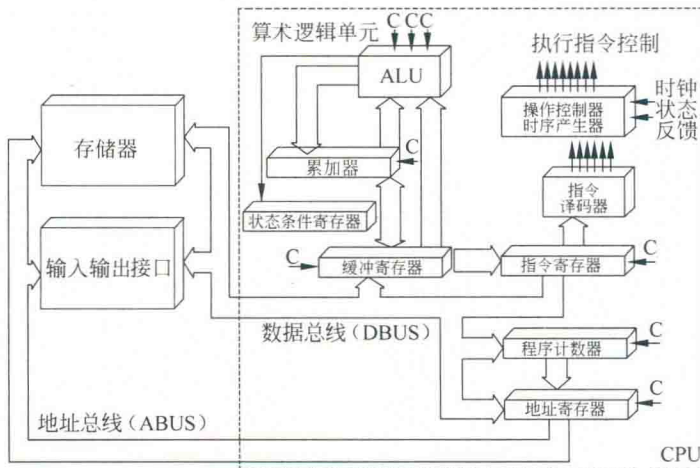 算术逻辑单元
C
C C C
ALU
执行指令控制
操作控制器
时序产生器
时钟
状态
反馈
存储器
累加器
C
指令
译码器
状态条件寄存器
输入输出接口
C
缓冲寄存器
指令寄存器
C
数据总线(DBUS)
程序计数器
C
地址寄存器
C
地址总线(ABUS)
CPU